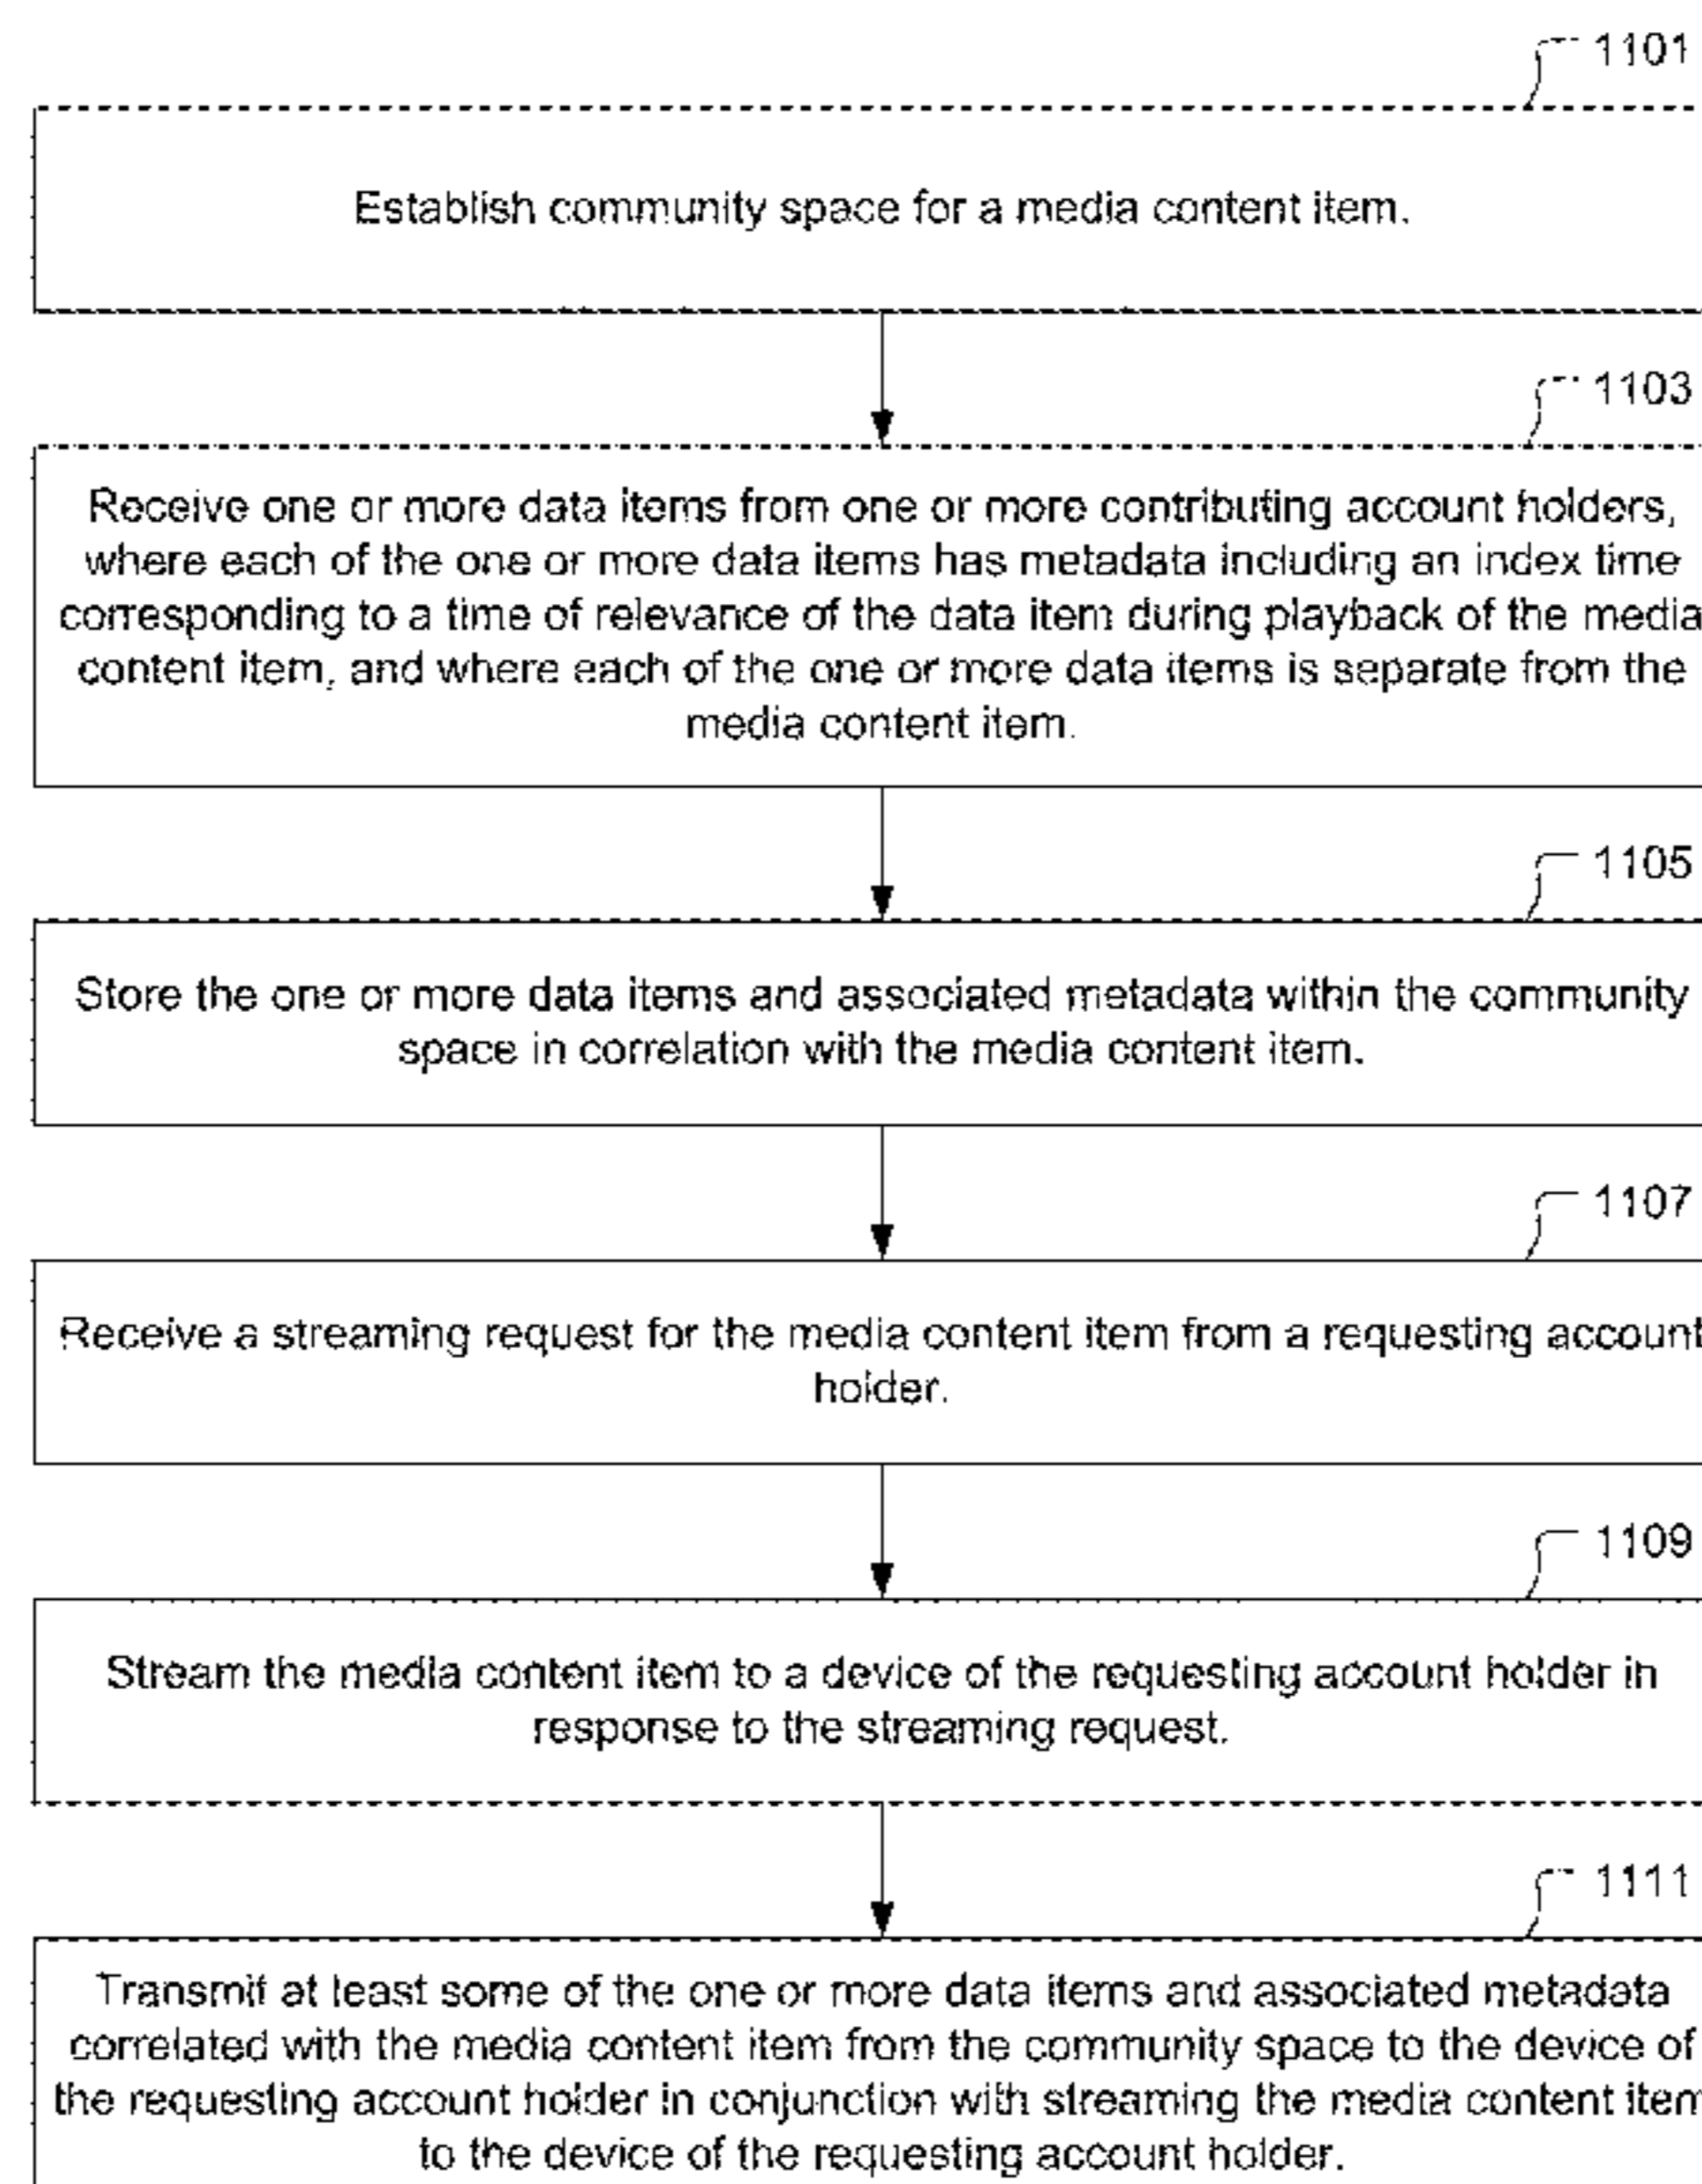 1101
Establish community space for a media content item.
1103
Receive one or more data items from one or more contributing account holders,
where each of the one or more data items has metadata including an index time
corresponding to a time of relevance of the data item during playback of the media
content item, and where each of the one or more data items is separate from the
media content item.
1105
Store the one or more data items and associated metadata within the community
space in correlation with the media content item.
1107
Receive a streaming request for the media content item from a requesting account
holder.
1109
Stream the media content item to a device of the requesting account holder in
response to the streaming request.
1111
Transmit at least some of the one or more data items and associated metadata
correlated with the media content item from the community space to the device of
the requesting account holder in conjunction with streaming the media content item
to the device of the requesting account holder.